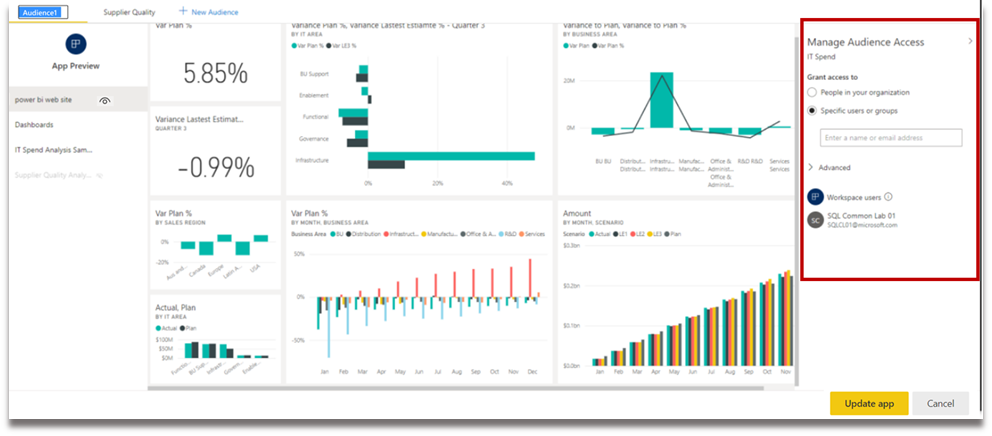 Audience1
Supplier Quality
+ New Audience
App Preview
power bi web site
Dashboards
IT Spend Analysis Sam...
Supplier Quality Analy...
Var Plan %
BY IT AREA
5.85%
Variance Lastest Estimat...
QUARTER 3
-0.99%
Variance Plan %, Variance Lastest Estiamte % - Quarter 3
BY IT AREA
Var Plan % Var LE3 %
BU Support
Enablement
Functional
Governance
Infrastructure
0% 20% 40%
Variance to Plan, Variance to Plan %
BY BUSINESS AREA
Var Plan Var Plan %
20M
0M
BU BU
Distribut... Distribut...
Infrastru... Infrastru...
Manufac... Manufac...
Office & Administ... Office & Administ...
R&D R&D
Services Services
Var Plan %
BY SALES REGION
0%
-20%
Aus and...
Canada
Europe
Latin A...
USA
Actual, Plan
BY IT AREA
Actual Plan
$100M
$50M
$0M
Functio...
BU Sup...
Infrast...
Govern...
Enable...
Var Plan %
BY MONTH, BUSINESS AREA
Business Area BU Distribution Infrastruct... Manufactu... Office & A... R&D Services
50%
0%
-50%
Jan Feb Mar Apr May Jun Jul Aug Sep Oct Nov Dec
Amount
BY MONTH, SCENARIO
Scenario Actual LE1 LE2 LE3 Plan
$0.3bn
$0.2bn
$0.1bn
$0.0bn
Jan Feb Mar Apr May Jun Jul Aug Sep Oct Nov
Manage Audience Access
IT Spend
Grant access to
People in your organization
Specific users or groups
Enter a name or email address
Advanced
Workspace users
SC
SQL Common Lab 01
SQLCL01@microsoft.com
Update app
Cancel